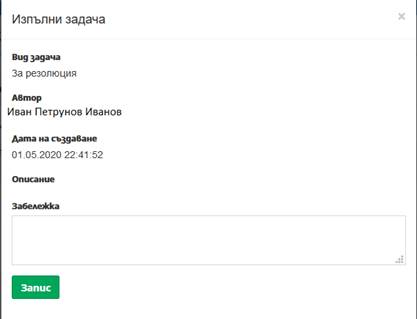 Изпълни задача
×
Вид задача
За резолюция
Автор
Иван Петрунов Иванов
Дата на създаване
01.05.2020 22:41:52
Описание
Забележка
Запис